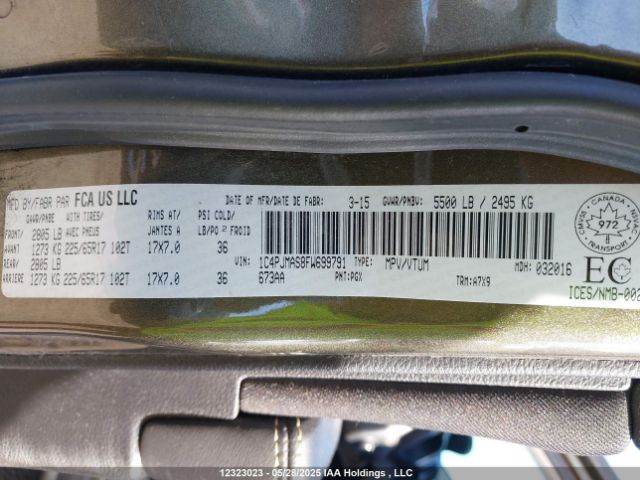 MFD BY/FABR PAR FCA US LLC
DATE OF MFR/DATE DE FABR: 3-15 GVWR/PNBV: 5500 LB / 2495 KG
GAWR/PNBE WITH TIRES/ RIMS AT/ PSI COLD/
FRONT/ 2805 LB AVEC PNEUS JANTES A LB/PO 2 FROID
AVANT 1273 KG 225/65R17 102T 17X7.0 36
REAR/ 2805 LB
ARRIERE 1273 KG 225/65R17 102T 17X7.0 36
VIN: 1C4PJMAS8FW699791 TYPE: MPV/VTUM MDH: 032016
673AA PNT:PGX TRM:A7X9
CMVSS CANADA NSVAC
972
TRANSPORT
EC
ICES/NMB-002
12323023 - 05/28/2025 IAA Holdings , LLC